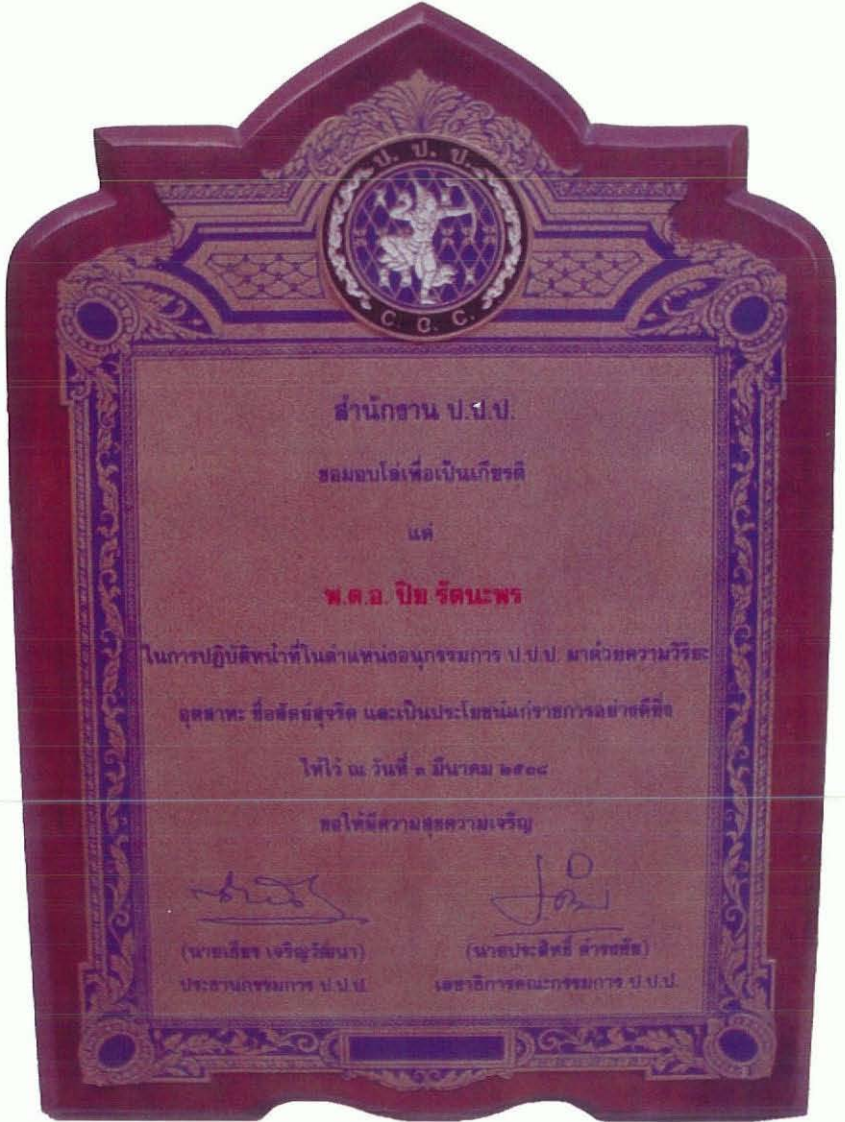 ป. ป. ป.
C. C. C.
สำนักงาน ป.ป.ป.
ขอมอบโล่เพื่อเป็นเกียรติ
แด่
พ.ต.อ. ปิย รัตนะพร
ในการปฏิบัติหน้าที่ในตำแหน่งอนุกรรมการ ป.ป.ป. มาด้วยความวิริยะ
อุตสาหะ ซื่อสัตย์สุจริต และเป็นประโยชน์แก่ราชการอย่างดียิ่ง
ให้ไว้ ณ วันที่ ๓ มีนาคม ๒๕๓๘
ขอให้มีความสุขความเจริญ
(นายเธียร เจริญวัฒนา) (นายประสิทธิ์ ดำรงชัย)
ประธานกรรมการ ป.ป.ป. เลขาธิการคณะกรรมการ ป.ป.ป.